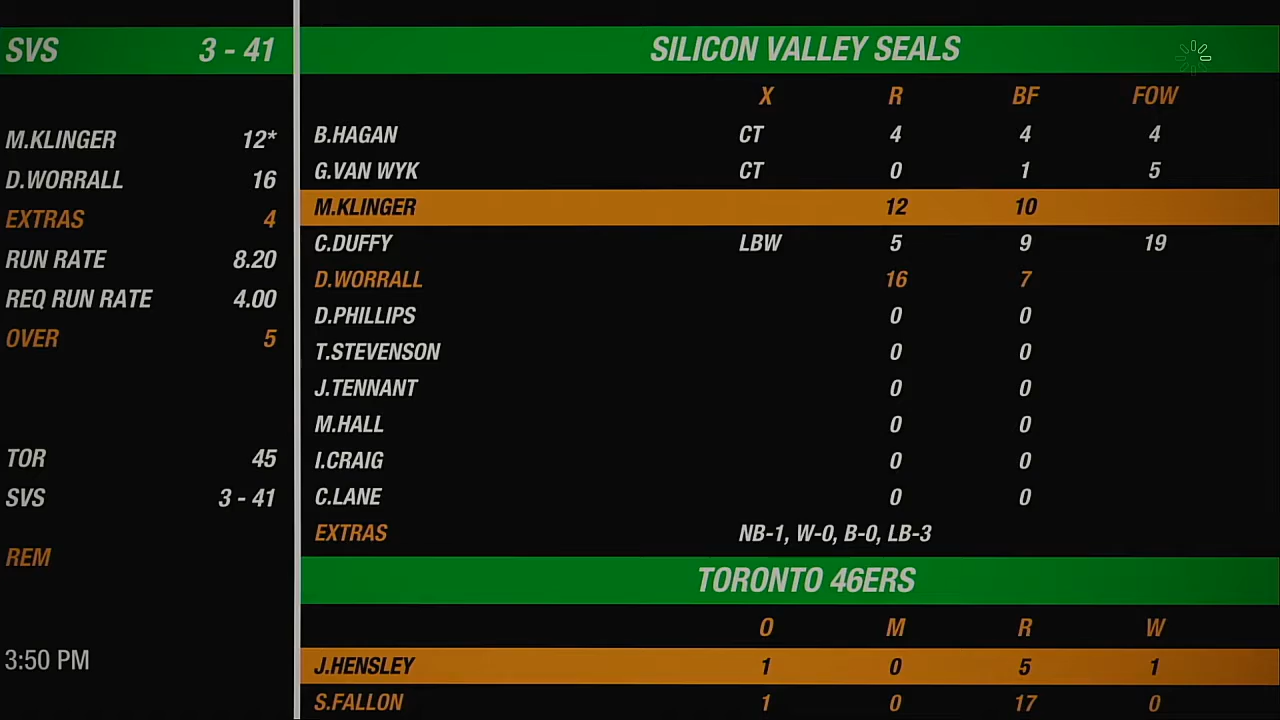 SVS 3 - 41
M.KLINGER 12*
D.WORRALL 16
EXTRAS 4
RUN RATE 8.20
REQ RUN RATE 4.00
OVER 5
TOR 45
SVS 3 - 41
REM
3:50 PM
SILICON VALLEY SEALS
X R BF FOW
B.HAGAN CT 4 4 4
G.VAN WYK CT 0 1 5
M.KLINGER 12 10
C.DUFFY LBW 5 9 19
D.WORRALL 16 7
D.PHILLIPS 0 0
T.STEVENSON 0 0
J.TENNANT 0 0
M.HALL 0 0
I.CRAIG 0 0
C.LANE 0 0
EXTRAS NB-1, W-0, B-0, LB-3
TORONTO 46ERS
O M R W
J.HENSLEY 1 0 5 1
S.FALLON 1 0 17 0